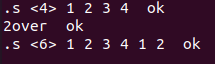 .s <4> 1 2 3 4  ok
2over  ok
.s <6> 1 2 3 4 1 2  ok